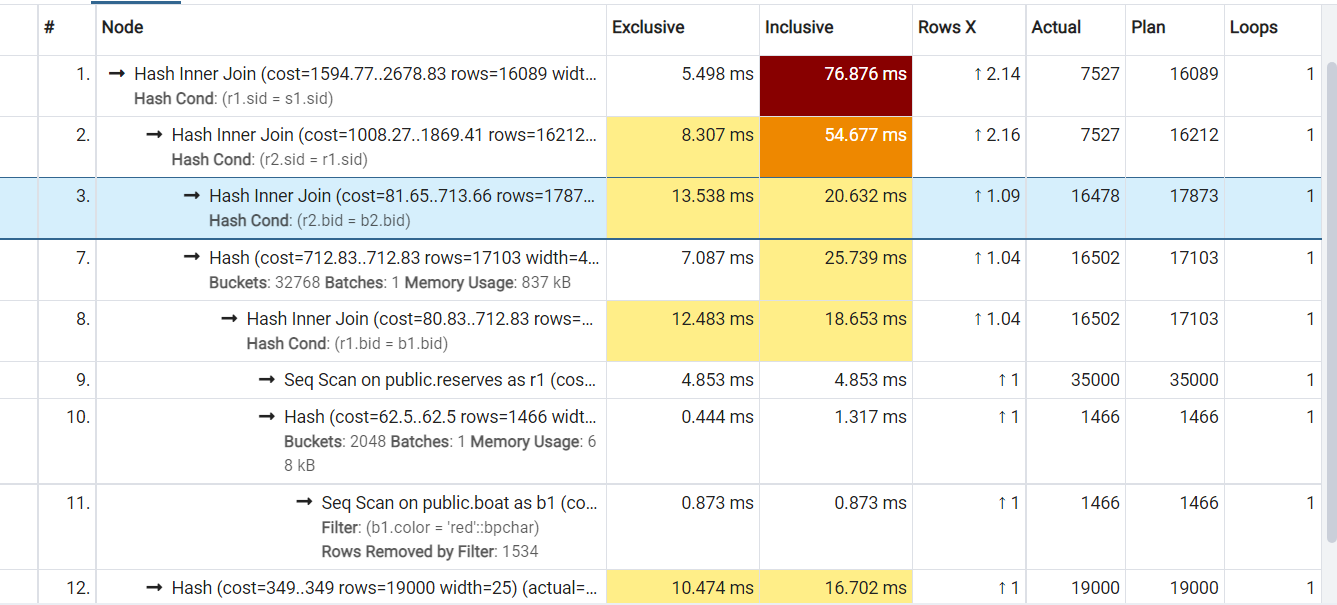 # Node Exclusive Inclusive Rows X Actual Plan Loops
1. → Hash Inner Join (cost=1594.77..2678.83 rows=16089 widt... 5.498 ms 76.876 ms ↑ 2.14 7527 16089 1
Hash Cond: (r1.sid = s1.sid)
2. → Hash Inner Join (cost=1008.27..1869.41 rows=16212... 8.307 ms 54.677 ms ↑ 2.16 7527 16212 1
Hash Cond: (r2.sid = r1.sid)
3. → Hash Inner Join (cost=81.65..713.66 rows=1787... 13.538 ms 20.632 ms ↑ 1.09 16478 17873 1
Hash Cond: (r2.bid = b2.bid)
7. → Hash (cost=712.83..712.83 rows=17103 width=4... 7.087 ms 25.739 ms ↑ 1.04 16502 17103 1
Buckets: 32768 Batches: 1 Memory Usage: 837 kB
8. → Hash Inner Join (cost=80.83..712.83 rows=... 12.483 ms 18.653 ms ↑ 1.04 16502 17103 1
Hash Cond: (r1.bid = b1.bid)
9. → Seq Scan on public.reserves as r1 (cos... 4.853 ms 4.853 ms ↑ 1 35000 35000 1
10. → Hash (cost=62.5..62.5 rows=1466 widt... 0.444 ms 1.317 ms ↑ 1 1466 1466 1
Buckets: 2048 Batches: 1 Memory Usage: 6
8 kB
11. → Seq Scan on public.boat as b1 (co... 0.873 ms 0.873 ms ↑ 1 1466 1466 1
Filter: (b1.color = 'red'::bpchar)
Rows Removed by Filter: 1534
12. → Hash (cost=349..349 rows=19000 width=25) (actual=... 10.474 ms 16.702 ms ↑ 1 19000 19000 1